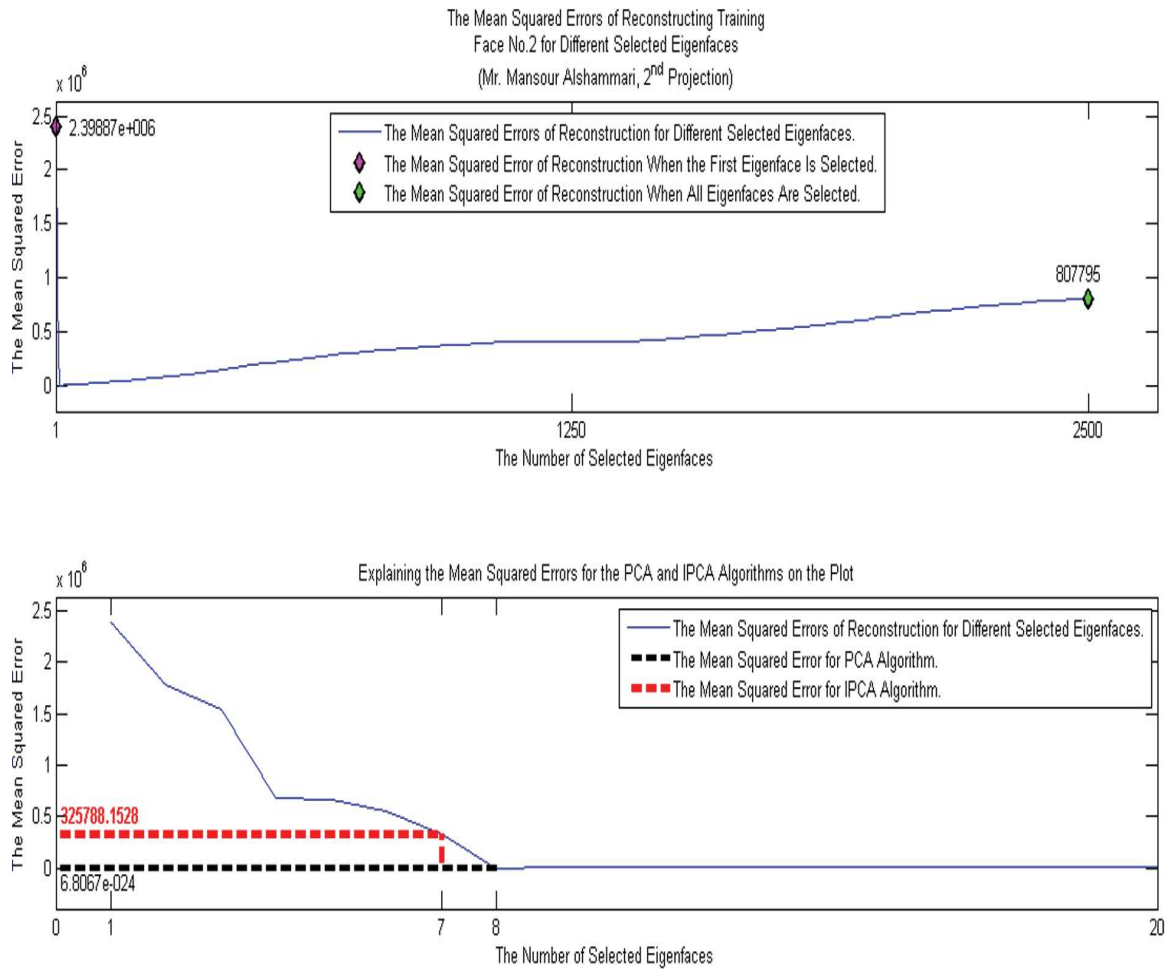 The Mean Squared Errors of Reconstructing Training
Face No.2 for Different Selected Eigenfaces
(Mr. Mansour Alshammari, 2nd Projection)
x 10^6
The Mean Squared Error
2.5
2
1.5
1
0.5
0
2.39887e+006
The Mean Squared Errors of Reconstruction for Different Selected Eigenfaces.
The Mean Squared Error of Reconstruction When the First Eigenface Is Selected.
The Mean Squared Error of Reconstruction When All Eigenfaces Are Selected.
807795
1 1250 2500
The Number of Selected Eigenfaces
Explaining the Mean Squared Errors for the PCA and IPCA Algorithms on the Plot
x 10^6
The Mean Squared Error
2.5
2
1.5
1
0.5
0
The Mean Squared Errors of Reconstruction for Different Selected Eigenfaces.
The Mean Squared Error for PCA Algorithm.
The Mean Squared Error for IPCA Algorithm.
325788.1528
6.8067e-024
0 1 7 8 20
The Number of Selected Eigenfaces